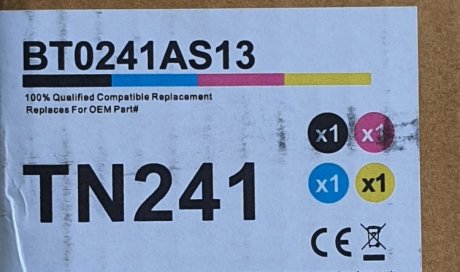 BT0241AS13
100% Qualified Compatible Replacement
Replaces For OEM Part#
TN241
x1 x1
x1 x1
CE